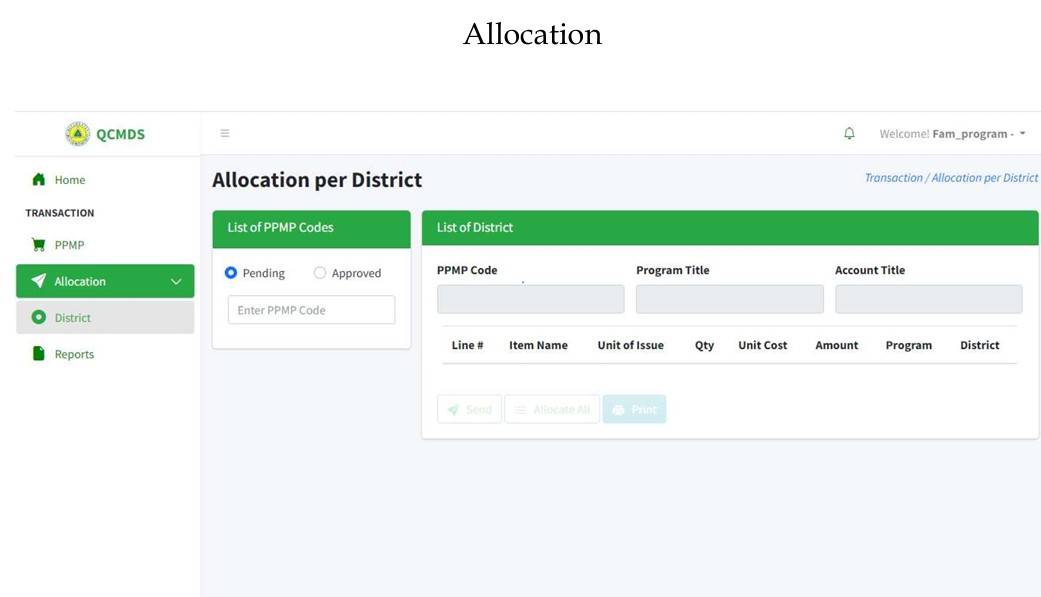 Allocation
QCMDS
Welcome! Fam_program -
Home
TRANSACTION
PPMP
Allocation
District
Reports
Allocation per District
Transaction / Allocation per District
List of PPMP Codes
Pending Approved
Enter PPMP Code
List of District
PPMP Code Program Title Account Title
Line # Item Name Unit of Issue Qty Unit Cost Amount Program District
Send Allocate All Print